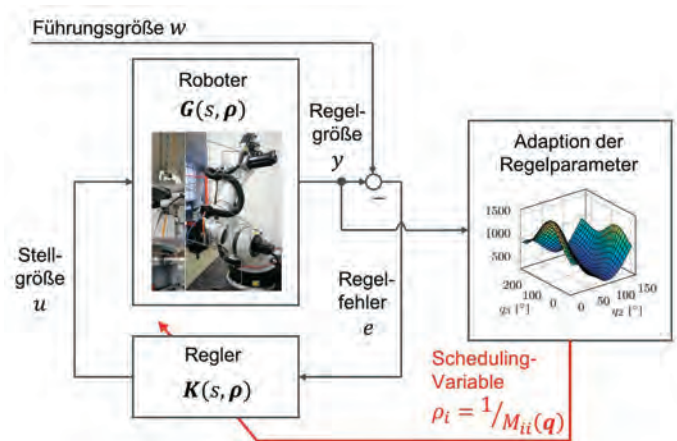 Führungsgröße w
Roboter
G(s, ρ)
Regel-
größe
y
−
Adaption der
Regelparameter
1500
1000
500
200
100
0
q₃ [°]
0
50
100
150
q₂ [°]
Stell-
größe
u
Regel-
fehler
e
Regler
K(s, ρ)
Scheduling-
Variable
ρᵢ = 1/Mᵢᵢ(q)